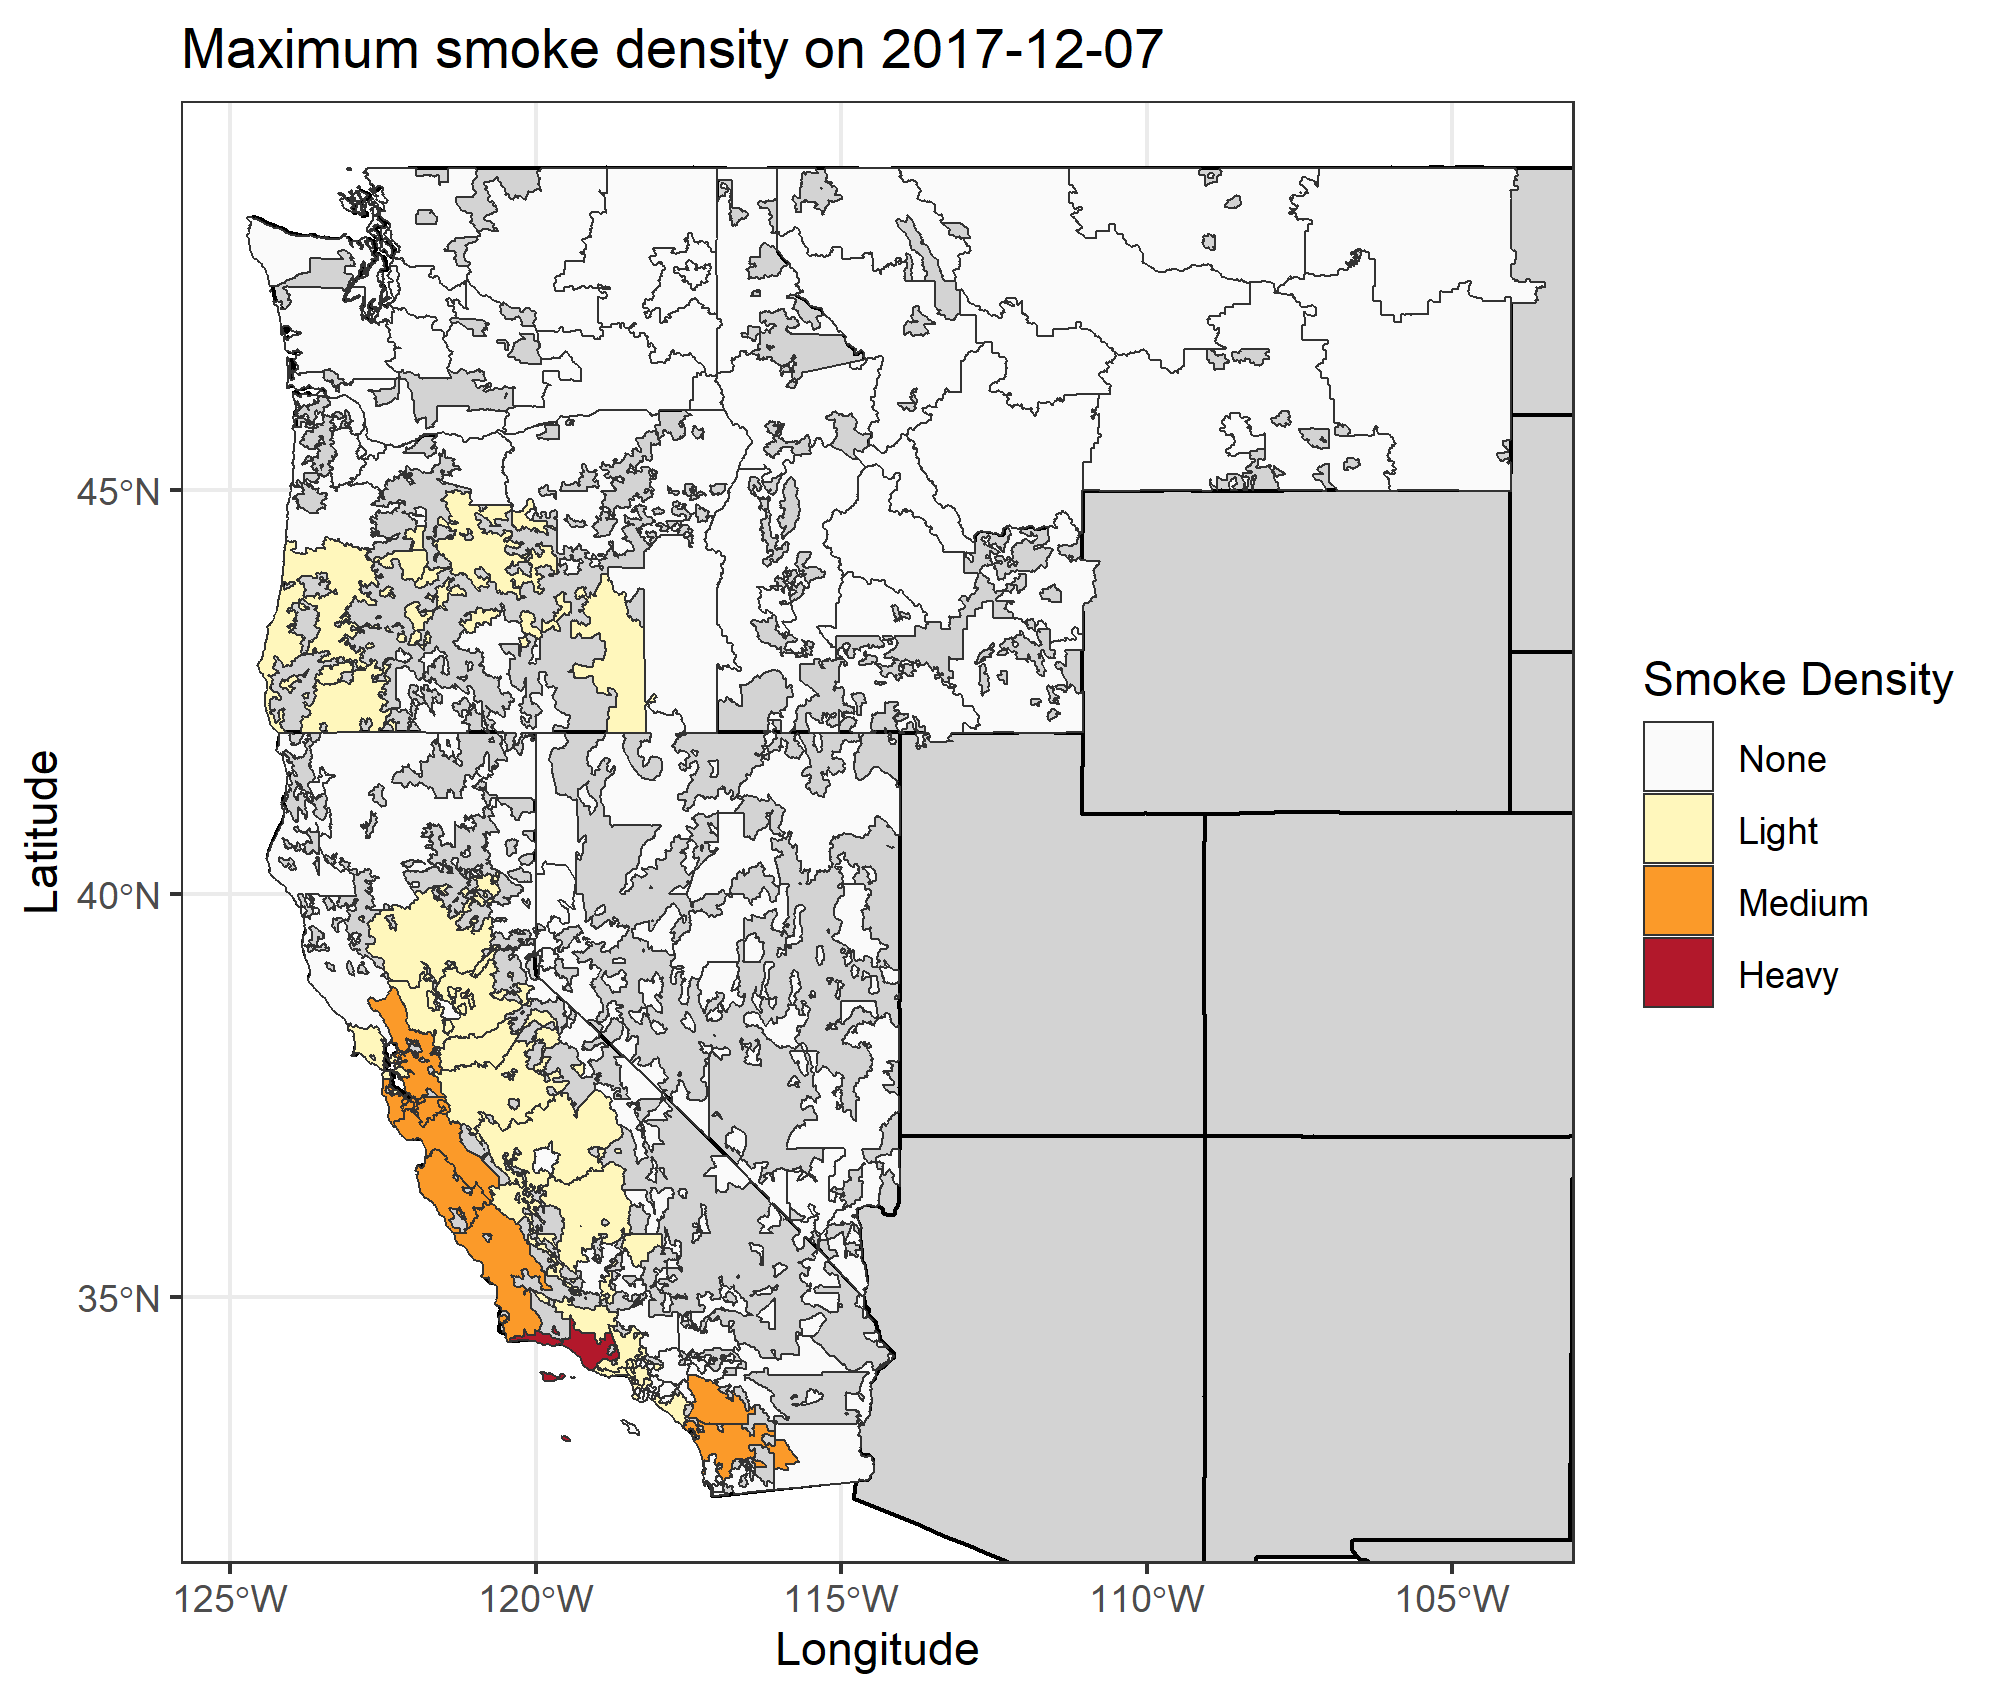 Maximum smoke density on 2017-12-07
45°N
40°N
35°N
Latitude
125°W
120°W
115°W
110°W
105°W
Longitude
Smoke Density
None
Light
Medium
Heavy